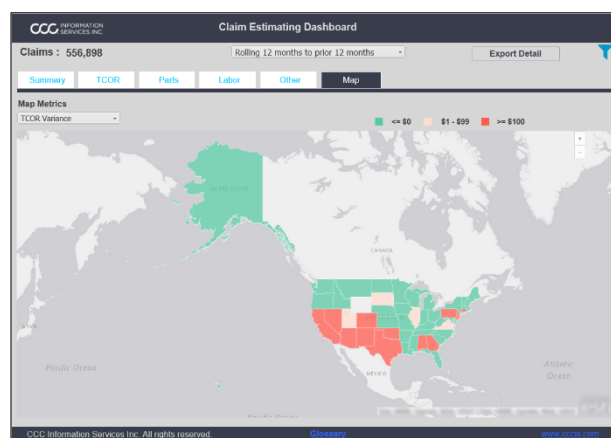 CCC INFORMATION
SERVICES INC.
Claim Estimating Dashboard
Claims : 556,898
Rolling 12 months to prior 12 months
Export Detail
Summary
TCOR
Parts
Labor
Other
Map
Map Metrics
TCOR Variance
<= $0
$1 - $99
>= $100
+
-
CANADA
MÉXICO
Pacific Ocean
Atlantic
Ocean
CCC Information Services Inc. All rights reserved.
Glossary
www.cccis.com